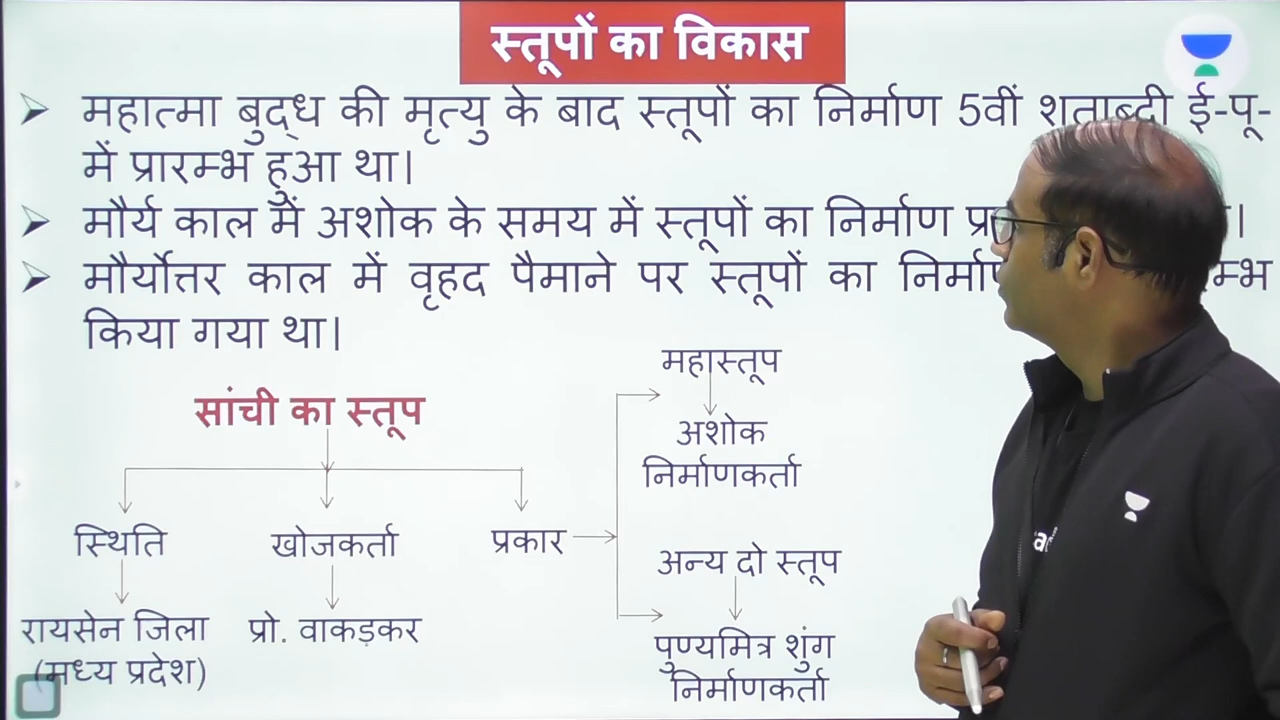 स्तूपों का विकास
महात्मा बुद्ध की मृत्यु के बाद स्तूपों का निर्माण 5वीं शताब्दी ई-पू-
में प्रारम्भ हुआ था।
मौर्य काल में अशोक के समय में स्तूपों का निर्माण
मौर्योत्तर काल में वृहद पैमाने पर स्तूपों का
किया गया था।
सांची का स्तूप
महास्तूप
अशोक
निर्माणकर्ता
स्थिति खोजकर्ता प्रकार
अन्य दो स्तूप
रायसेन जिला प्रो. वाकड़कर
(मध्य प्रदेश)
पुण्यमित्र शुंग
निर्माणकर्ता